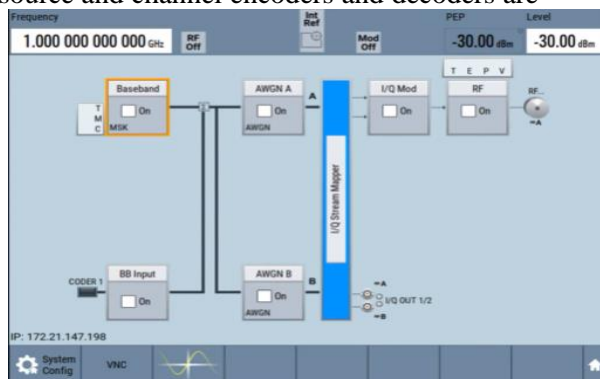 source and channel encoders and decoders are
Frequency
Int
Ref
PEP
Level
1.000 000 000 000 GHz
RF
Off
Mod
Off
-30.00 dBm
-30.00 dBm
T E P V
Baseband
AWGN A
I/Q Mod
RF
RF...
T
M
C
On
MSK
On
AWGN
A
On
On
=A
I/Q Stream Mapper
CODER 1
BB Input
On
AWGN B
On
AWGN
B
=A
I/Q OUT 1/2
=B
IP: 172.21.147.198
System
Config
VNC